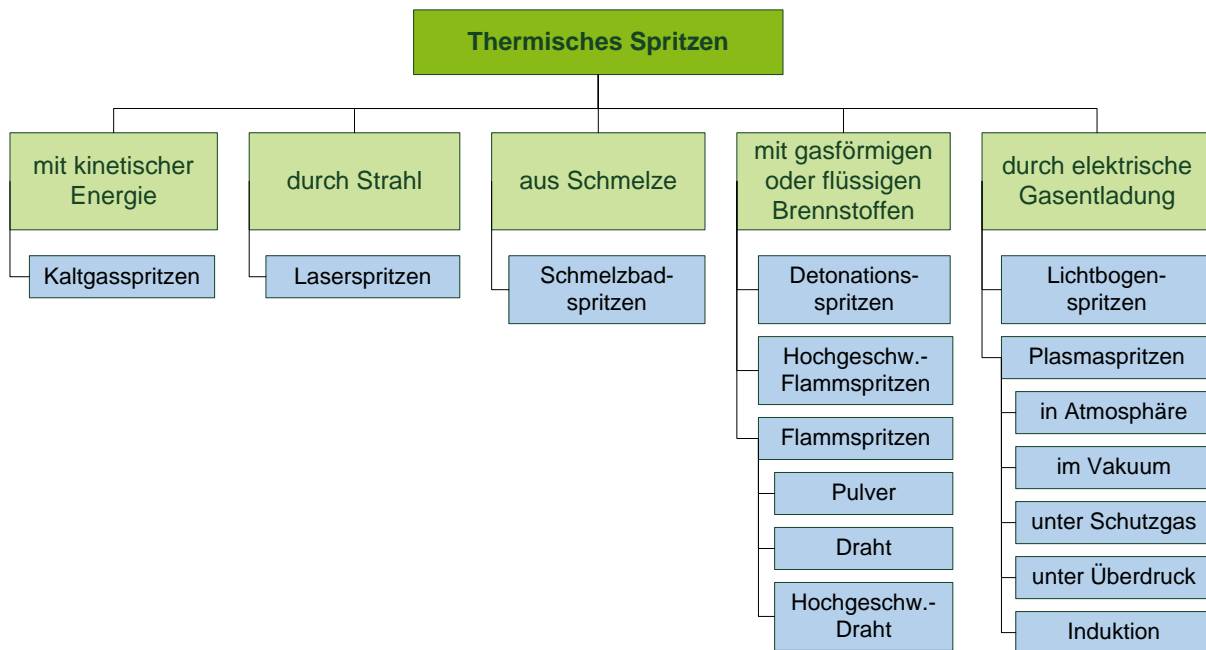 Thermisches Spritzen
mit kinetischer
Energie
Kaltgasspritzen
durch Strahl
Laserspritzen
aus Schmelze
Schmelzbad-
spritzen
mit gasförmigen
oder flüssigen
Brennstoffen
Detonations-
spritzen
Hochgeschw.-
Flammspritzen
Flammspritzen
Pulver
Draht
Hochgeschw.-
Draht
durch elektrische
Gasentladung
Lichtbogen-
spritzen
Plasmaspritzen
in Atmosphäre
im Vakuum
unter Schutzgas
unter Überdruck
Induktion